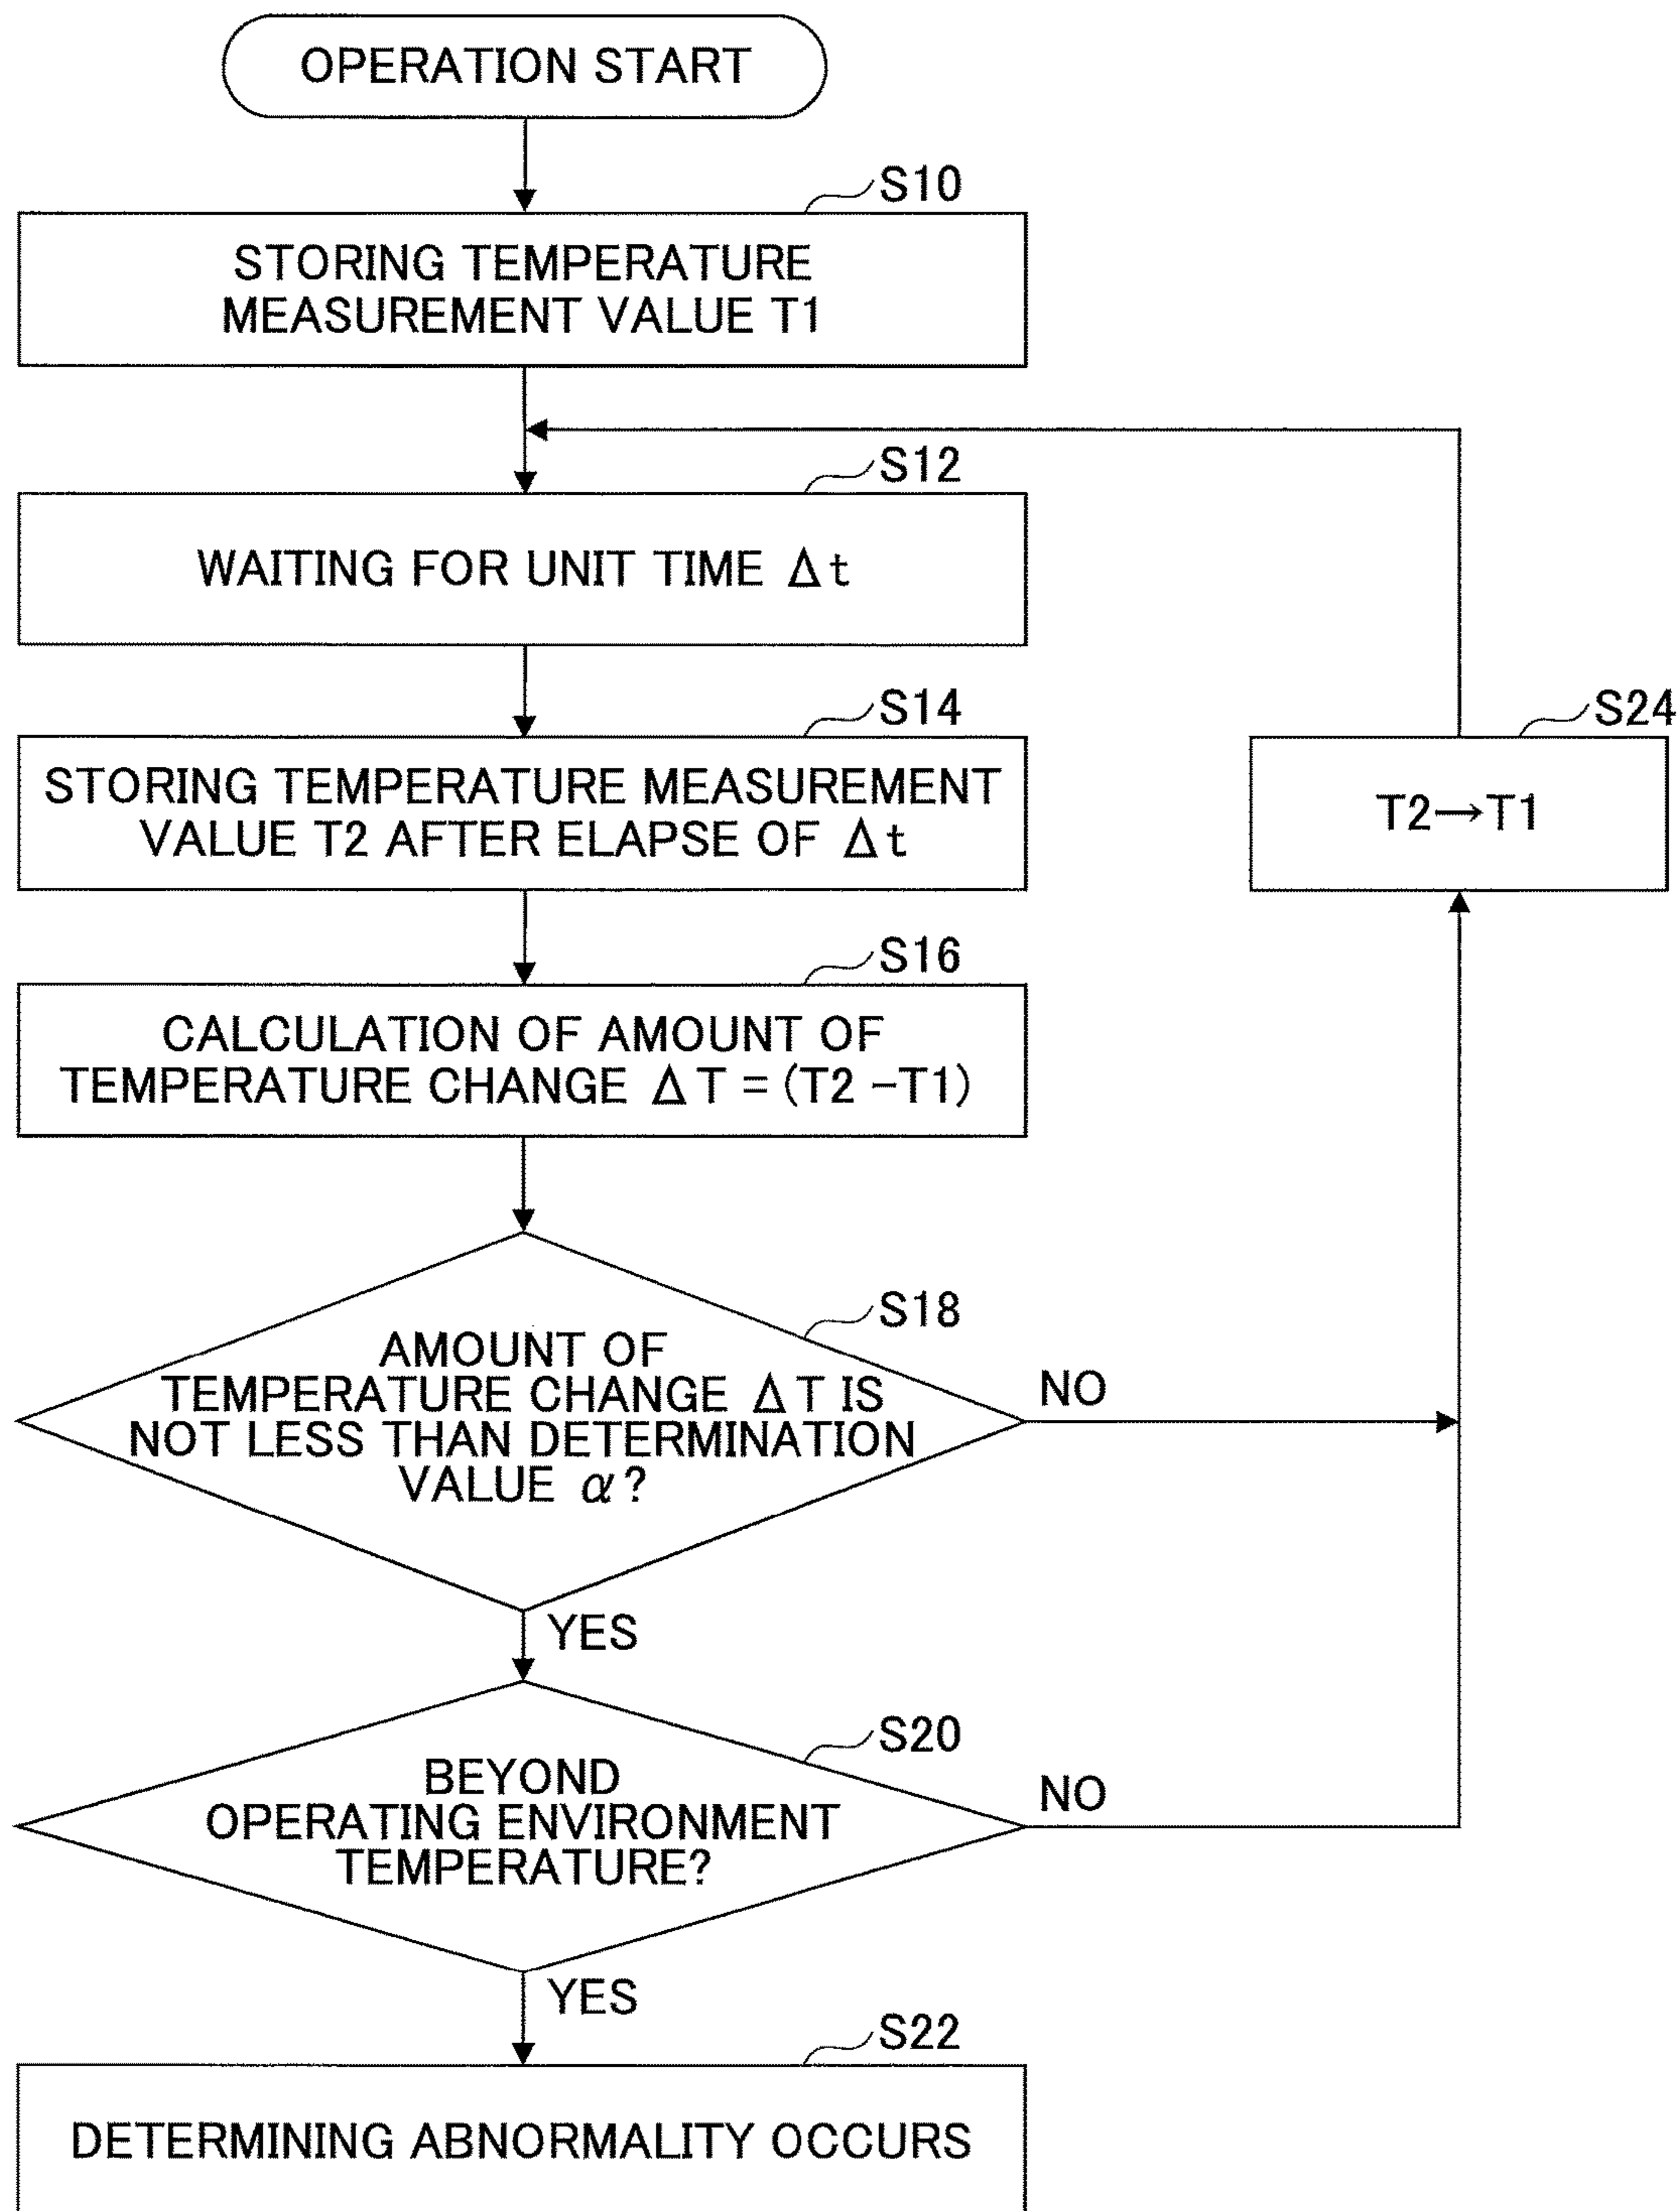 OPERATION START
S10
STORING TEMPERATURE
MEASUREMENT VALUE T1
S12
WAITING FOR UNIT TIME Δt
S14
STORING TEMPERATURE MEASUREMENT
VALUE T2 AFTER ELAPSE OF Δt
S24
T2→T1
S16
CALCULATION OF AMOUNT OF
TEMPERATURE CHANGE ΔT = (T2 −T1)
S18
AMOUNT OF
TEMPERATURE CHANGE ΔT IS
NOT LESS THAN DETERMINATION
VALUE α?
NO
YES
S20
BEYOND
OPERATING ENVIRONMENT
TEMPERATURE?
NO
YES
S22
DETERMINING ABNORMALITY OCCURS